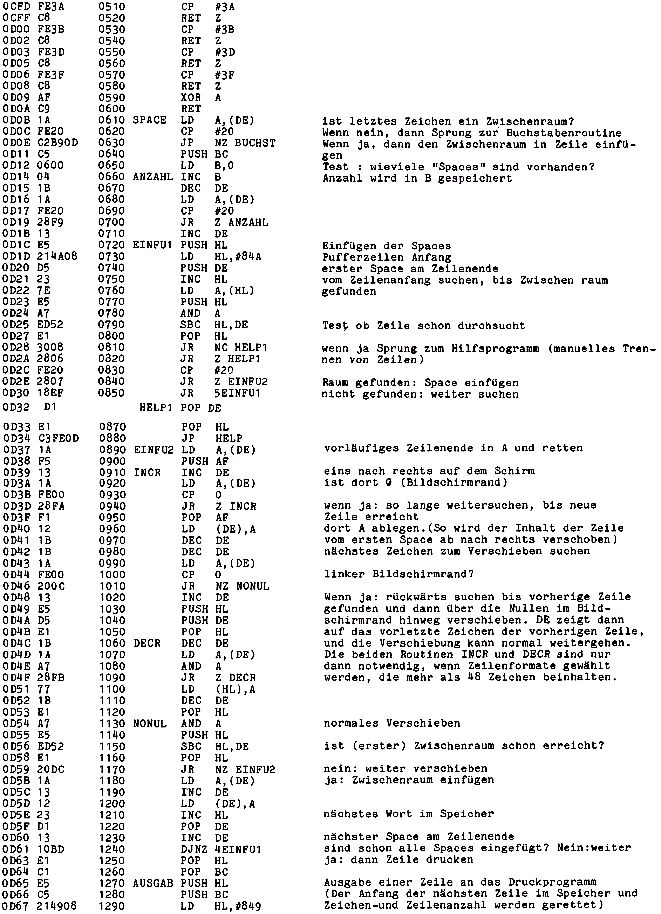 0CFD FE3A 0510 CP #3A
0CFF C8 0520 RET Z
0D00 FE3B 0530 CP #3B
0D02 C8 0540 RET Z
0D03 FE3D 0550 CP #3D
0D05 C8 0560 RET Z
0D06 FE3F 0570 CP #3F
0D08 C8 0580 RET Z
0D09 AF 0590 XOR A
0D0A C9 0600 RET
0D0B 1A 0610 SPACE LD A,(DE) ist letztes Zeichen ein Zwischenraum?
0D0C FE20 0620 CP #20 Wenn nein, dann Sprung zur Buchstabenroutine
0D0E C2B90D 0630 JP NZ BUCHST Wenn ja, dann den Zwischenraum in Zeile einfü-
0D11 C5 0640 PUSH BC gen
0D12 0600 0650 LD B,0 Test : wieviele "Spaces" sind vorhanden?
0D14 04 0660 ANZAHL INC B Anzahl wird in B gespeichert
0D15 1B 0670 DEC DE
0D16 1A 0680 LD A,(DE)
0D17 FE20 0690 CP #20
0D19 28F9 0700 JR Z ANZAHL
0D1B 13 0710 INC DE
0D1C E5 0720 EINFU1 PUSH HL Einfügen der Spaces
0D1D 214A08 0730 LD HL,#84A Pufferzeilen Anfang
0D20 D5 0740 PUSH DE erster Space am Zeilenende
0D21 23 0750 INC HL vom Zeilenanfang suchen, bis Zwischen raum
0D22 7E 0760 LD A,(HL) gefunden
0D23 E5 0770 PUSH HL
0D24 A7 0780 AND A
0D25 ED52 0790 SBC HL,DE Test ob Zeile schon durchsucht
0D27 E1 0800 POP HL
0D28 3008 0810 JR NC HELP1 wenn ja Sprung zum Hilfsprogramm (manuelles Tren-
0D2A 2806 0820 JR Z HELP1 nen von Zeilen)
0D2C FE20 0830 CP #20
0D2E 2807 0840 JR Z EINFU2 Raum gefunden: Space einfügen
0D30 18EF 0850 JR 5EINFU1 nicht gefunden: weiter suchen
0D32 D1 HELP1 POP DE
0D33 E1 0870 POP HL
0D34 C3FE0D 0880 JP HELP
0D37 1A 0890 EINFU2 LD A,(DE) vorläufiges Zeilenende in A und retten
0D38 F5 0900 PUSH AF
0D39 13 0910 INCR INC DE eins nach rechts auf dem Schirm
0D3A 1A 0920 LD A,(DE) ist dort 0 (Bildschirmrand)
0D3B FE00 0930 CP 0
0D3D 28FA 0940 JR Z INCR wenn ja: so lange weitersuchen, bis neue
0D3F F1 0950 POP AF Zeile erreicht
0D40 12 0960 LD (DE),A dort A ablegen.(So wird der Inhalt der Zeile
0D41 1B 0970 DEC DE vom ersten Space ab nach rechts verschoben)
0D42 1B 0980 DEC DE nächstes Zeichen zum Verschieben suchen
0D43 1A 0990 LD A,(DE)
0D44 FE00 1000 CP 0 linker Bildschirmrand?
0D46 200C 1010 JR NZ NONUL
0D48 13 1020 INC DE Wenn ja: rückwärts suchen bis vorherige Zeile
0D49 E5 1030 PUSH HL gefunden und dann über die Nullen im Bild-
0D4A D5 1040 PUSH DE schirmrand hinweg verschieben. DE zeigt dann
0D4B E1 1050 POP HL auf das vorletzte Zeichen der vorherigen Zeile,
0D4C 1B 1060 DECR DEC DE und die Verschiebung kann normal weitergehen.
0D4D 1A 1070 LD A,(DE) Die beiden Routinen INCR und DECR sind nur
0D4E A7 1080 AND A dann notwendig, wenn Zeilenformate gewählt
0D4F 28FB 1090 JR Z DECR werden, die mehr als 48 Zeichen beinhalten.
0D51 77 1100 LD (HL),A
0D52 1B 1110 DEC DE
0D53 E1 1120 POP HL
0D54 A7 1130 NONUL AND A normales Verschieben
0D55 E5 1140 PUSH HL
0D56 ED52 1150 SBC HL,DE ist (erster) Zwischenraum schon erreicht?
0D58 E1 1160 POP HL
0D59 20DC 1170 JR NZ EINFU2 nein: weiter verschieben
0D5B 1A 1180 LD A,(DE) ja: Zwischenraum einfügen
0D5C 13 1190 INC DE
0D5D 12 1200 LD (DE),A
0D5E 23 1210 INC HL nächstes Wort im Speicher
0D5F D1 1220 POP DE
0D60 13 1230 INC DE nächster Space am Zeilenende
0D61 10BD 1240 DJNZ 4EINFU1 sind schon alle Spaces eingefügt? Nein:weiter
0D63 E1 1250 POP HL ja: dann Zeile drucken
0D64 C1 1260 POP BC
0D65 E5 1270 AUSGAB PUSH HL Ausgabe einer Zeile an das Druckprogramm
0D66 C5 1280 PUSH BC (Der Anfang der nächsten Zeile im Speicher und
0D67 214908 1290 LD HL,#849 Zeichen-und Zeilenanzahl werden gerettet)